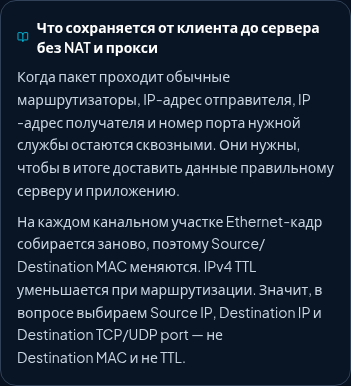 Что сохраняется от клиента до сервера
без NAT и прокси
Когда пакет проходит обычные
маршрутизаторы, IP-адрес отправителя, IP
-адрес получателя и номер порта нужной
службы остаются сквозными. Они нужны,
чтобы в итоге доставить данные правильному
серверу и приложению.
На каждом канальном участке Ethernet-кадр
собирается заново, поэтому Source/
Destination MAC меняются. IPv4 TTL
уменьшается при маршрутизации. Значит, в
вопросе выбираем Source IP, Destination IP и
Destination TCP/UDP port — не
Destination MAC и не TTL.